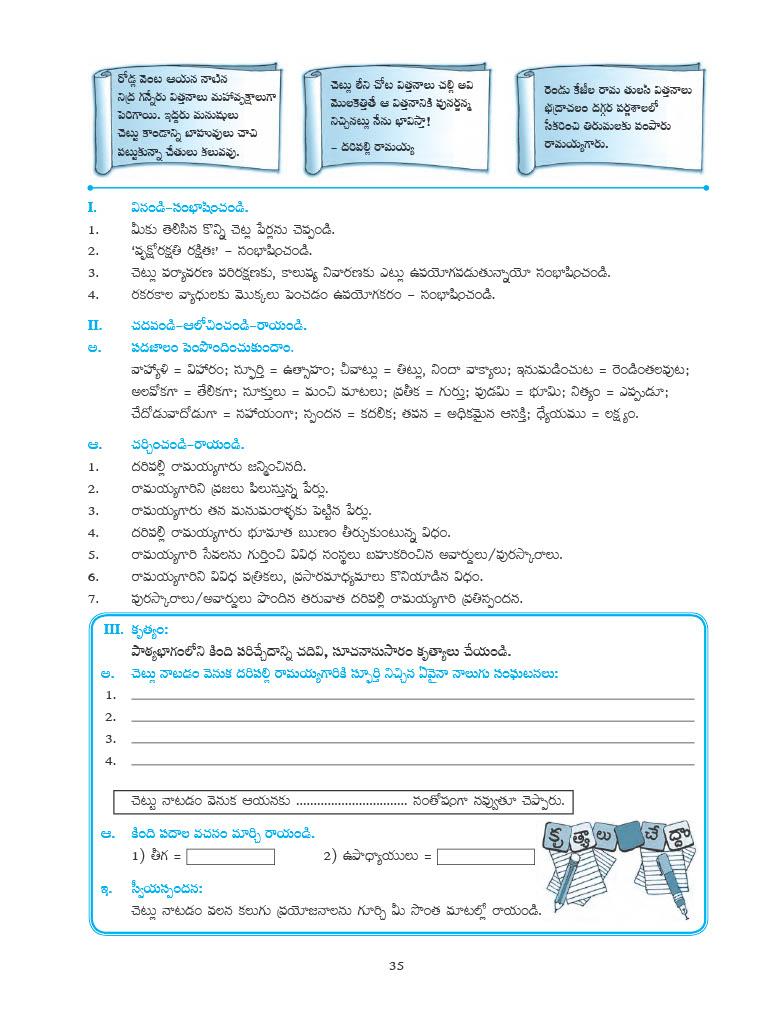 రోడ్ల వెంట ఆయన నాటిన
నిద్ర గన్నేరు విత్తనాలు మహావృక్షాలుగా
పెరిగాయి. ఇద్దరు మనుషులు
చెట్టు కాండాన్ని బాహువులు చాచి
పట్టుకున్నా చేతులు కలువవు.
చెట్లు లేని చోట విత్తనాలు చల్లి అవి
మొలకెత్తితే ఆ విత్తనానికి పునర్జన్మ
నిచ్చినట్లు నేను భావిస్తా!
– దరిపల్లి రామయ్య
రెండు కేజీల రామ తులసి విత్తనాలు
భద్రాచలం దగ్గర పర్ణశాలలో
సేకరించి తిరుమలకు పంపారు
రామయ్యగారు.
I. వినండి–సంభాషించండి.
1. మీకు తెలిసిన కొన్ని చెట్ల పేర్లను చెప్పండి.
2. ‘వృక్షోరక్షతి రక్షితః’ – సంభాషించండి.
3. చెట్లు పర్యావరణ పరిరక్షణకు, కాలుష్య నివారణకు ఎట్లు ఉపయోగపడుతున్నాయో సంభాషించండి.
4. రకరకాల వ్యాధులకు మొక్కలు పెంచడం ఉపయోగకరం – సంభాషించండి.
II. చదవండి–ఆలోచించండి–రాయండి.
అ. పదజాలం పెంపొందించుకుందాం.
వాహ్యాళి = విహారం; స్ఫూర్తి = ఉత్సాహం; చీవాట్లు = తిట్లు, నిందా వాక్యాలు; ఇనుమడించుట = రెండింతలవుట;
అలవోకగా = తేలికగా; సూక్తులు = మంచి మాటలు; ప్రతీక = గుర్తు; పుడమి = భూమి; నిత్యం = ఎప్పుడూ;
చేదోడువాదోడుగా = సహాయంగా; స్పందన = కదలిక; తపన = అధికమైన ఆసక్తి; ధ్యేయము = లక్ష్యం.
ఆ. చర్చించండి–రాయండి.
1. దరిపల్లి రామయ్యగారు జన్మించినది.
2. రామయ్యగారిని ప్రజలు పిలుస్తున్న పేర్లు.
3. రామయ్యగారు తన మనుమరాళ్ళకు పెట్టిన పేర్లు.
4. దరిపల్లి రామయ్యగారు భూమాత ఋణం తీర్చుకుంటున్న విధం.
5. రామయ్యగారి సేవలను గుర్తించి వివిధ సంస్థలు బహుకరించిన అవార్డులు/పురస్కారాలు.
6. రామయ్యగారిని వివిధ పత్రికలు, ప్రసారమాధ్యమాలు కొనియాడిన విధం.
7. పురస్కారాలు/అవార్డులు పొందిన తరువాత దరిపల్లి రామయ్యగారి ప్రతిస్పందన.
III. కృత్యం:
పాఠ్యభాగంలోని కింది పరిచ్ఛేదాన్ని చదివి, సూచనానుసారం కృత్యాలు చేయండి.
అ. చెట్లు నాటడం వెనుక దరిపల్లి రామయ్యగారికి స్ఫూర్తి నిచ్చిన ఏవైనా నాలుగు సంఘటనలు:
1.
2.
3.
4.
చెట్టు నాటడం వెనుక ఆయనకు ................................ సంతోషంగా నవ్వుతూ చెప్పారు.
ఆ. కింది పదాల వచనం మార్చి రాయండి.
1) తీగ =
2) ఉపాధ్యాయులు =
కృత్యాలు చేద్దాం
ఇ. స్వీయస్పందన:
చెట్లు నాటడం వలన కలుగు ప్రయోజనాలను గూర్చి మీ సొంత మాటల్లో రాయండి.
35